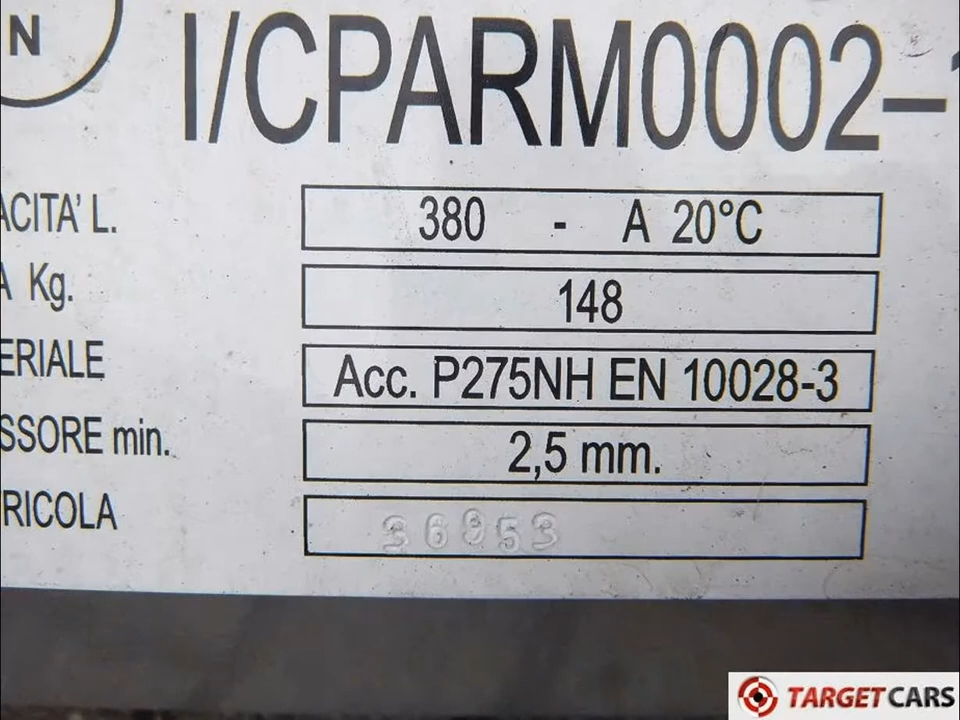 N
I/CPARM0002-
ACITA' L. 380 - A 20°C
A Kg. 148
ERIALE Acc. P275NH EN 10028-3
SSORE min. 2,5 mm.
RICOLA 36953
TARGET CARS